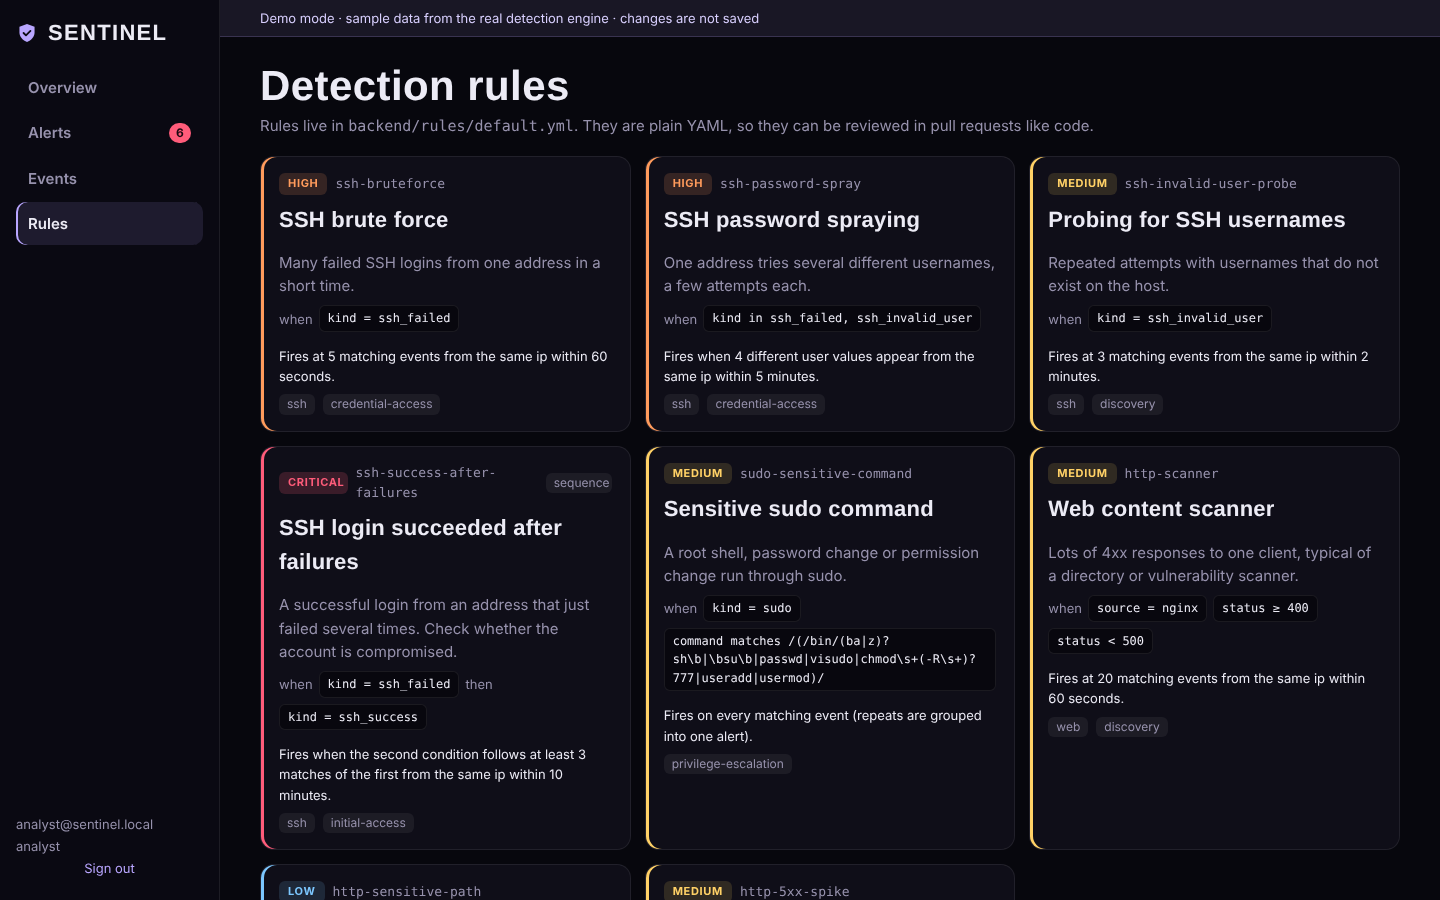 SENTINEL
Overview
Alerts 6
Events
Rules
analyst@sentinel.local
analyst
Sign out
Demo mode · sample data from the real detection engine · changes are not saved
Detection rules
Rules live in backend/rules/default.yml. They are plain YAML, so they can be reviewed in pull requests like code.
HIGH ssh-bruteforce
SSH brute force
Many failed SSH logins from one address in a
short time.
when kind = ssh_failed
Fires at 5 matching events from the same ip within 60
seconds.
ssh credential-access
HIGH ssh-password-spray
SSH password spraying
One address tries several different usernames,
a few attempts each.
when kind in ssh_failed, ssh_invalid_user
Fires when 4 different user values appear from the
same ip within 5 minutes.
ssh credential-access
MEDIUM ssh-invalid-user-probe
Probing for SSH usernames
Repeated attempts with usernames that do not
exist on the host.
when kind = ssh_invalid_user
Fires at 3 matching events from the same ip within 2
minutes.
ssh discovery
CRITICAL ssh-success-after-
failures sequence
SSH login succeeded after
failures
A successful login from an address that just
failed several times. Check whether the
account is compromised.
when kind = ssh_failed then
kind = ssh_success
Fires when the second condition follows at least 3
matches of the first from the same ip within 10
minutes.
ssh initial-access
MEDIUM sudo-sensitive-command
Sensitive sudo command
A root shell, password change or permission
change run through sudo.
when kind = sudo
command matches /(/bin/(ba|z)?
sh\b|\bsu\b|passwd|visudo|chmod\s+(-R\s+)?
777|useradd|usermod)/
Fires on every matching event (repeats are grouped
into one alert).
privilege-escalation
MEDIUM http-scanner
Web content scanner
Lots of 4xx responses to one client, typical of
a directory or vulnerability scanner.
when source = nginx status ≥ 400
status < 500
Fires at 20 matching events from the same ip within
60 seconds.
web discovery
LOW http-sensitive-path
MEDIUM http-5xx-spike